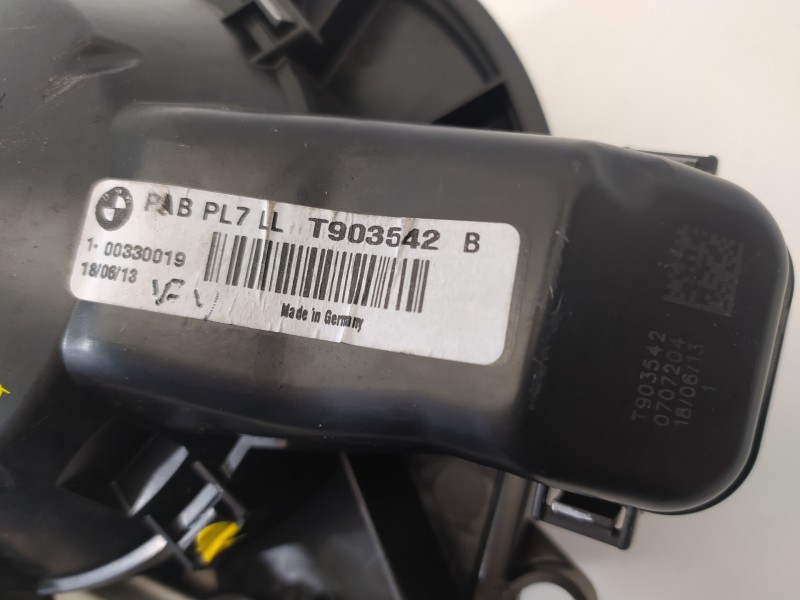 PAB PL7 LL T903542 B
1- 00330019
18/06/13
Made in Germany
T903542
0707204
18/06/13
1